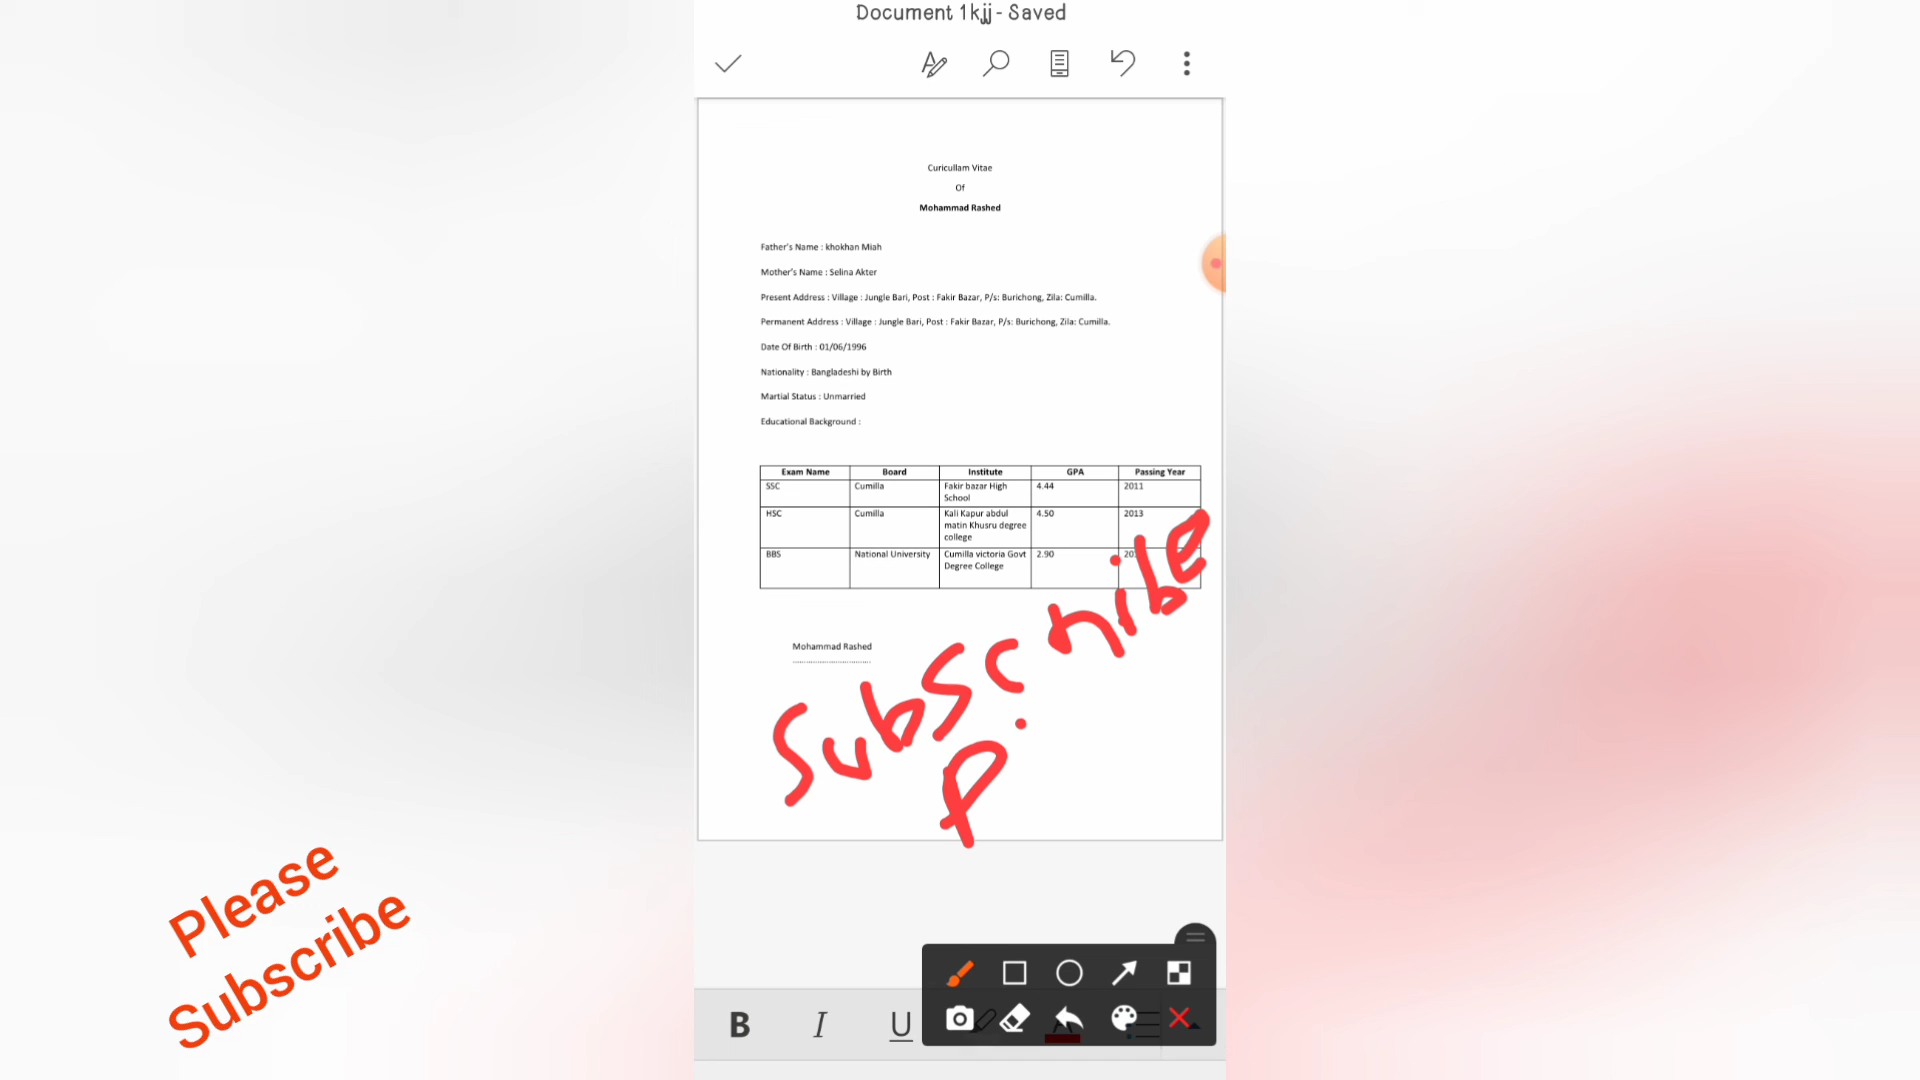 Document 1kjj - Saved
Curicullam Vitae
Of
Mohammad Rashed
Father's Name : khokhan Miah
Mother's Name : Selina Akter
Present Address : Village : Jungle Bari, Post : Fakir Bazar, P/s: Burichong, Zila: Cumilla.
Permanent Address : Village : Jungle Bari, Post : Fakir Bazar, P/s: Burichong, Zila: Cumilla.
Date Of Birth : 01/06/1996
Nationality : Bangladeshi by Birth
Martial Status : Unmarried
Educational Background :
Exam Name Board Institute GPA Passing Year
SSC Cumilla Fakir bazar High School 4.44 2011
HSC Cumilla Kali Kapur abdul matin Khusru degree college 4.50 2013
BBS National University Cumilla victoria Govt Degree College 2.90
Mohammad Rashed
Subscribe
P
Please
Subscribe
B I U A